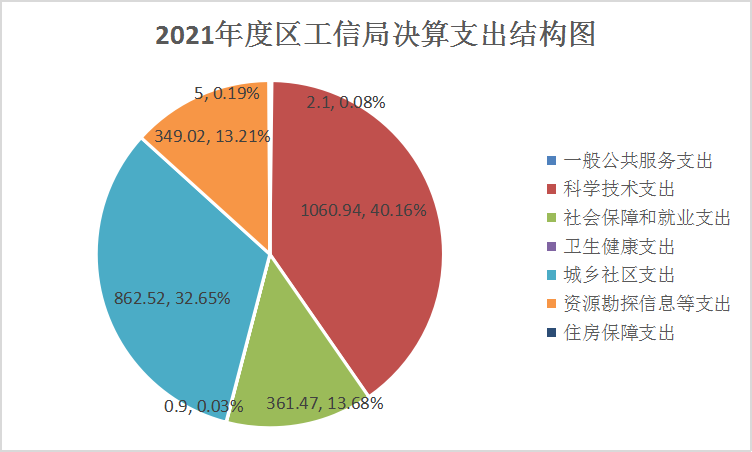 2021年度区工信局决算支出结构图
5, 0.19%
2.1, 0.08%
349.02, 13.21%
1060.94, 40.16%
862.52, 32.65%
0.9, 0.03%
361.47, 13.68%
一般公共服务支出
科学技术支出
社会保障和就业支出
卫生健康支出
城乡社区支出
资源勘探信息等支出
住房保障支出